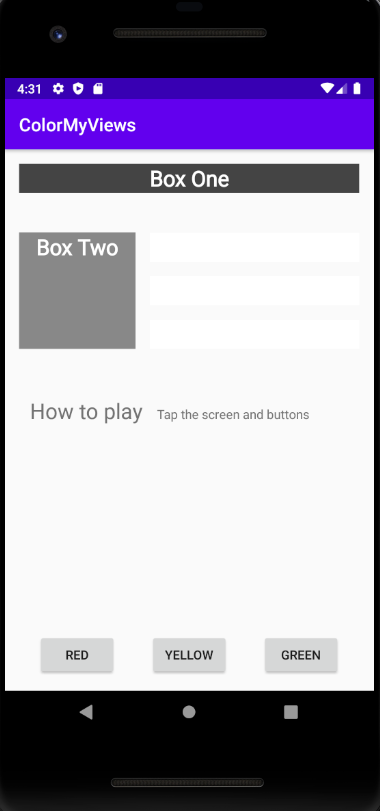 4:31
ColorMyViews
Box One
Box Two
How to play Tap the screen and buttons
RED YELLOW GREEN